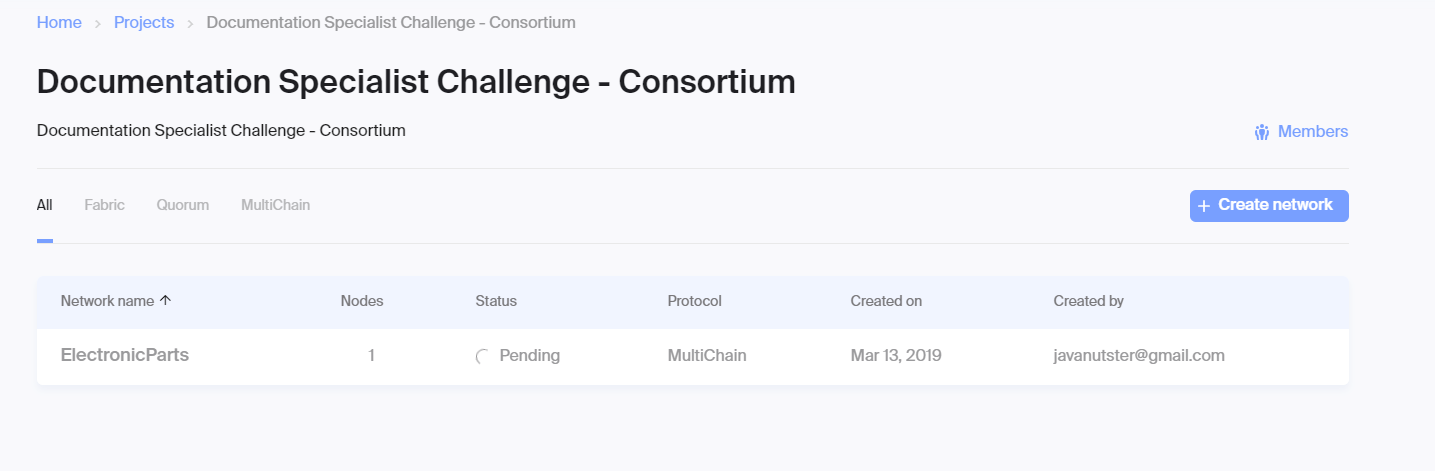 Home > Projects > Documentation Specialist Challenge - Consortium
Documentation Specialist Challenge - Consortium
Documentation Specialist Challenge - Consortium
Members
All Fabric Quorum MultiChain
+ Create network
Network name ↑ Nodes Status Protocol Created on Created by
ElectronicParts 1 Pending MultiChain Mar 13, 2019 javanutster@gmail.com